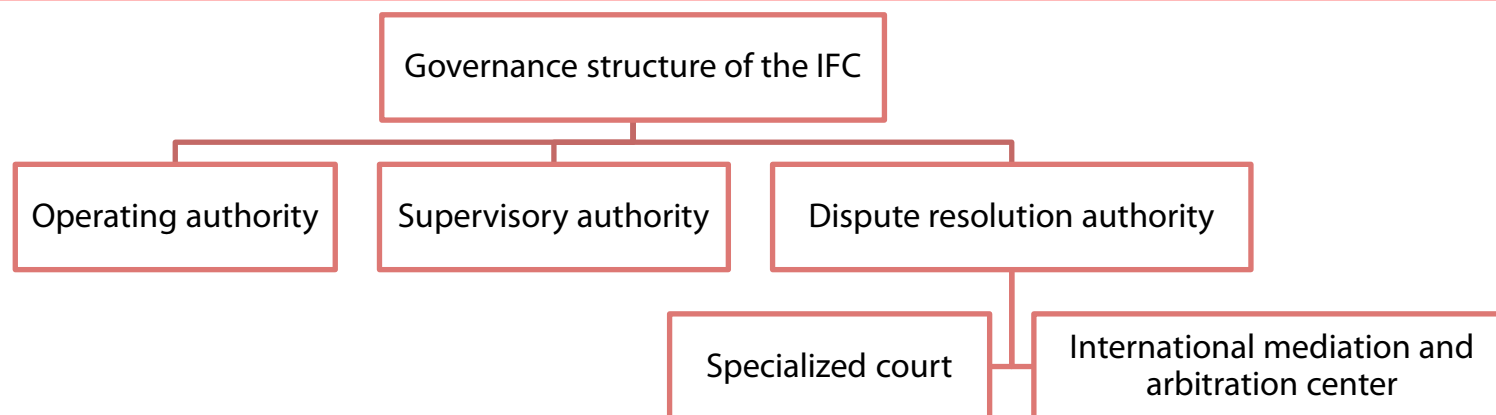 Governance structure of the IFC
Operating authority
Supervisory authority
Dispute resolution authority
Specialized court
International mediation and
arbitration center